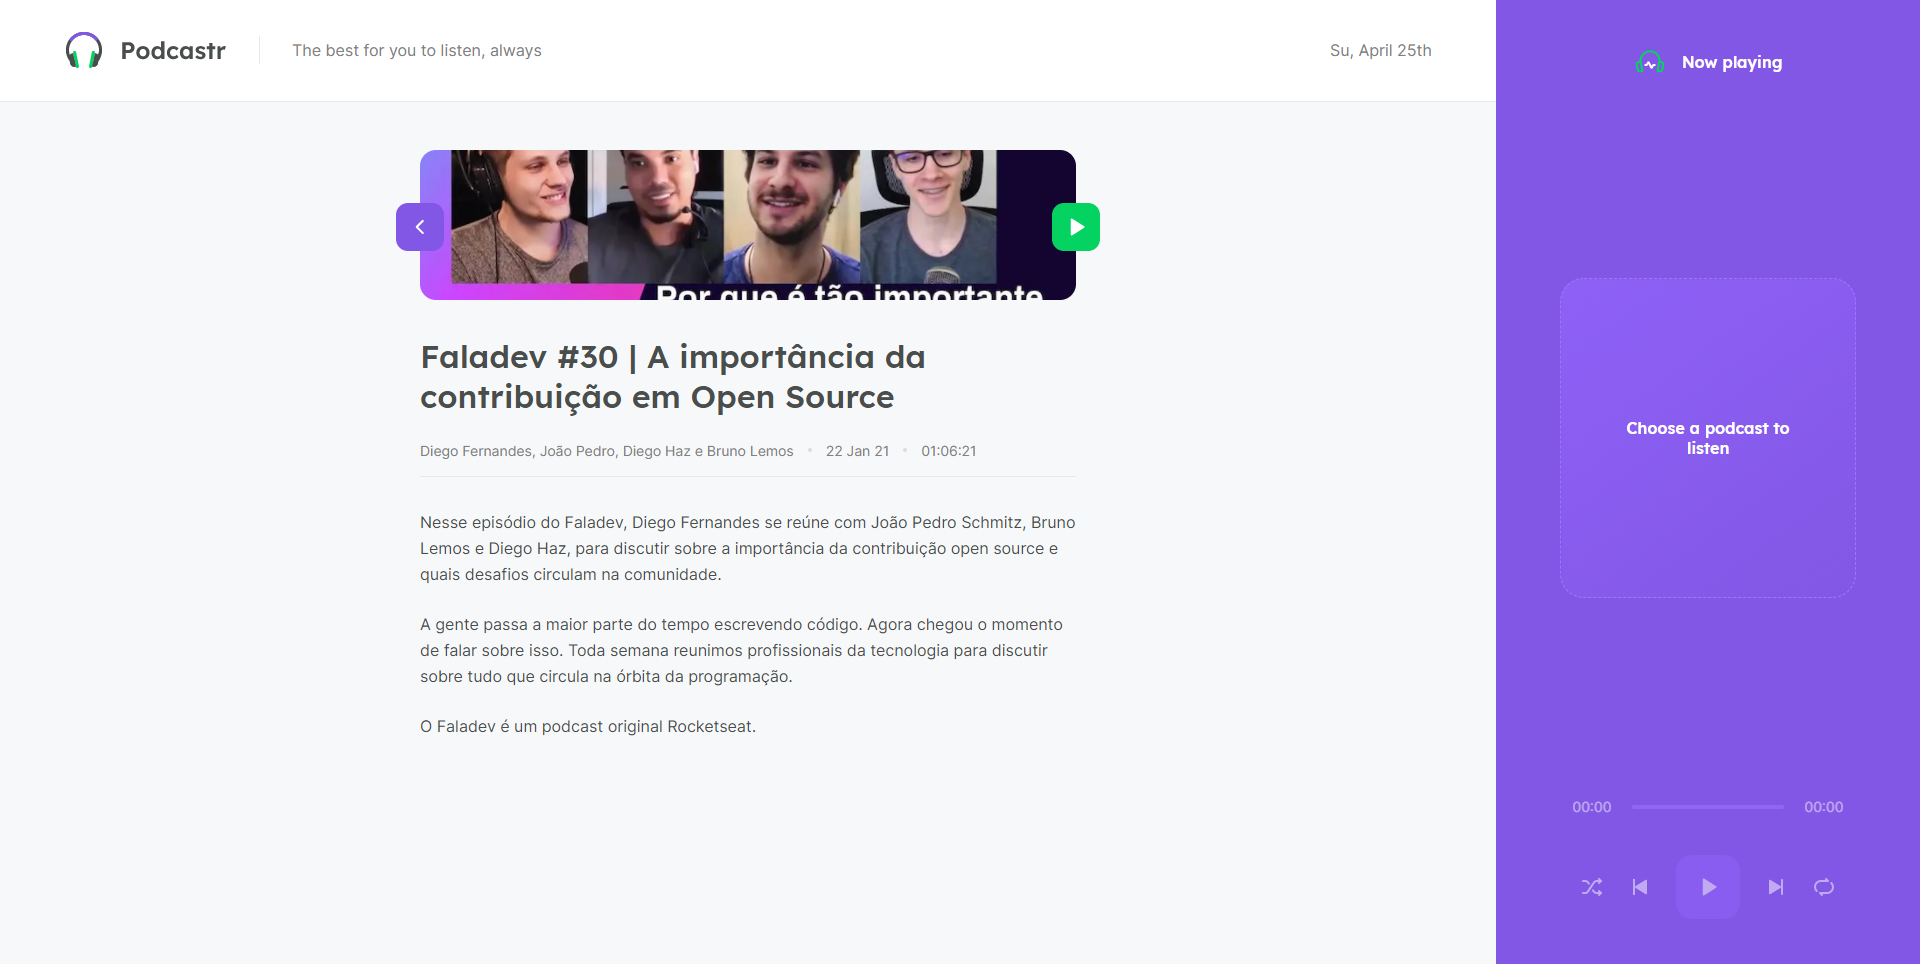 Podcastr
The best for you to listen, always
Su, April 25th
Por que é tão importante
Faladev #30 | A importância da
contribuição em Open Source
Diego Fernandes, João Pedro, Diego Haz e Bruno Lemos • 22 Jan 21 • 01:06:21
Nesse episódio do Faladev, Diego Fernandes se reúne com João Pedro Schmitz, Bruno
Lemos e Diego Haz, para discutir sobre a importância da contribuição open source e
quais desafios circulam na comunidade.
A gente passa a maior parte do tempo escrevendo código. Agora chegou o momento
de falar sobre isso. Toda semana reunimos profissionais da tecnologia para discutir
sobre tudo que circula na órbita da programação.
O Faladev é um podcast original Rocketseat.
Now playing
Choose a podcast to
listen
00:00
00:00